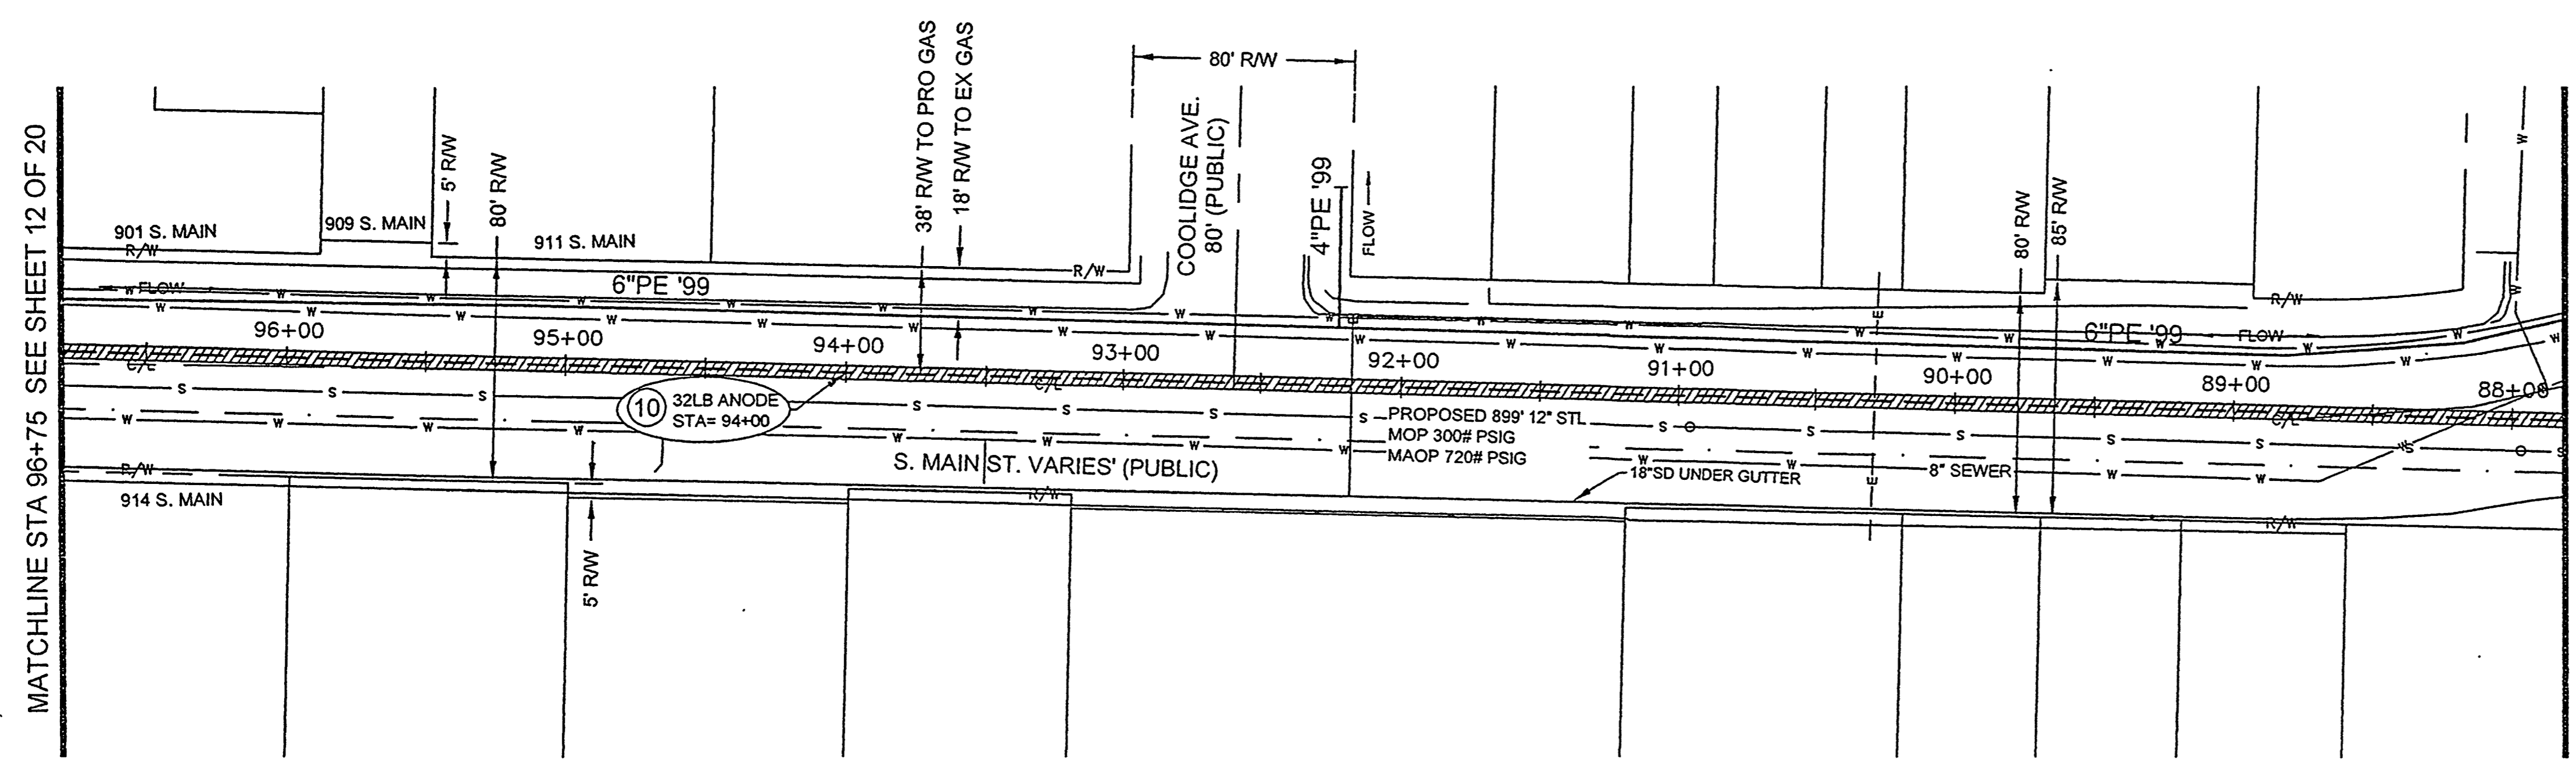 MATCHLINE STA 96+75 SEE SHEET 12 OF 20
80' R/W
38' R/W TO PRO GAS
18' R/W TO EX GAS
COOLIDGE AVE.
80' (PUBLIC)
4"PE '99
FLOW
5' R/W
80' R/W
80' R/W
85' R/W
901 S. MAIN
R/W
909 S. MAIN
911 S. MAIN
R/W
R/W
6"PE '99
FLOW
6"PE '99
FLOW
96+00
95+00
94+00
93+00
92+00
91+00
90+00
89+00
88+00
C/L
C/L
C/L
10
32LB ANODE
STA= 94+00
PROPOSED 899' 12" STL
MOP 300# PSIG
MAOP 720# PSIG
S. MAIN ST. VARIES' (PUBLIC)
18"SD UNDER GUTTER
8" SEWER
R/W
914 S. MAIN
R/W
R/W
5' R/W